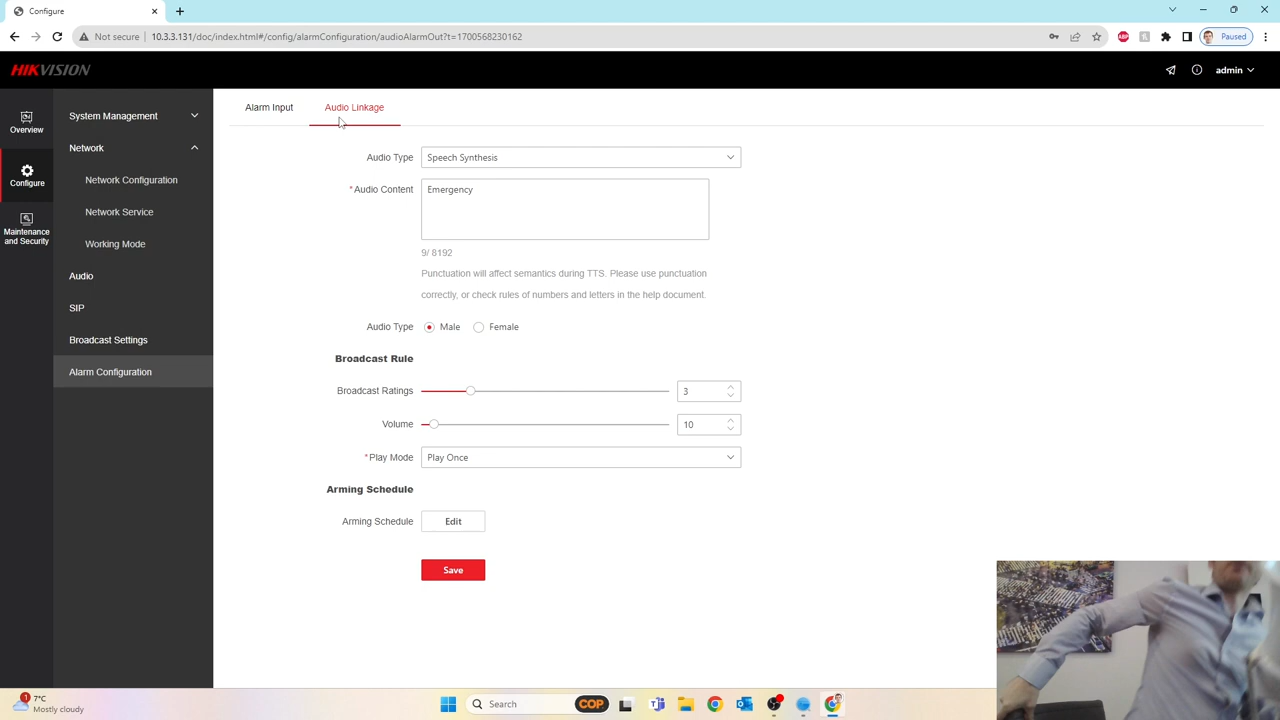 Configure
Not secure
10.3.3.131/doc/index.html#/config/alarmConfiguration/audioAlarmOut?t=1700568230162
ABP
Paused
HIKVISION
admin
Overview
Configure
Maintenance
and Security
System Management
Network
Network Configuration
Network Service
Working Mode
Audio
SIP
Broadcast Settings
Alarm Configuration
Alarm Input
Audio Linkage
Audio Type
Speech Synthesis
*Audio Content
Emergency
9/ 8192
Punctuation will affect semantics during TTS. Please use punctuation
correctly, or check rules of numbers and letters in the help document.
Audio Type
Male
Female
Broadcast Rule
Broadcast Ratings
3
Volume
10
*Play Mode
Play Once
Arming Schedule
Arming Schedule
Edit
Save
1
7°C
Mostly cloudy
Search
COP